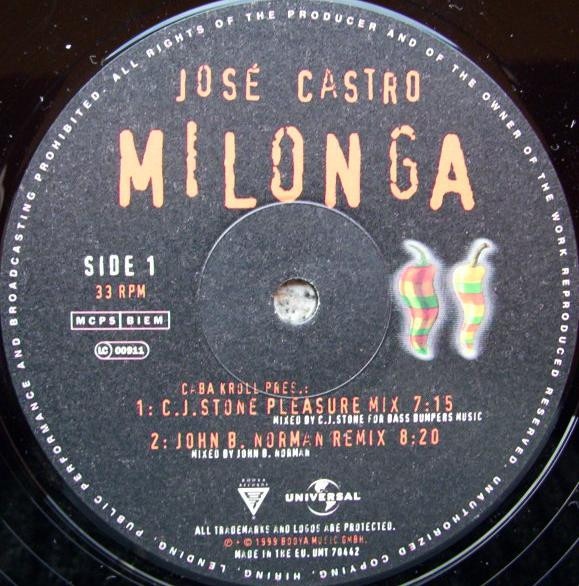 ALL RIGHTS OF THE PRODUCER AND OF THE OWNER OF THE WORK REPRODUCED RESERVED. UNAUTHORIZED COPYING, HIRING, LENDING, PUBLIC PERFORMANCE AND BROADCASTING PROHIBITED.
JOSÉ CASTRO
MILONGA
SIDE 1
33 RPM
MCPS BIEM
LC 00911
CABA KROLL PRES.:
1: C.J.STONE PLEASURE MIX 7:15
MIXED BY C.J.STONE FOR BASS BUMPERS MUSIC
2: JOHN B. NORMAN REMIX 8:20
MIXED BY JOHN B. NORMAN
BOOYA
RECORDS
UNIVERSAL
ALL TRADEMARKS AND LOGOS ARE PROTECTED.
℗ + © 1999 BOOYA MUSIC GMBH.
MADE IN THE EU. UMT 70442